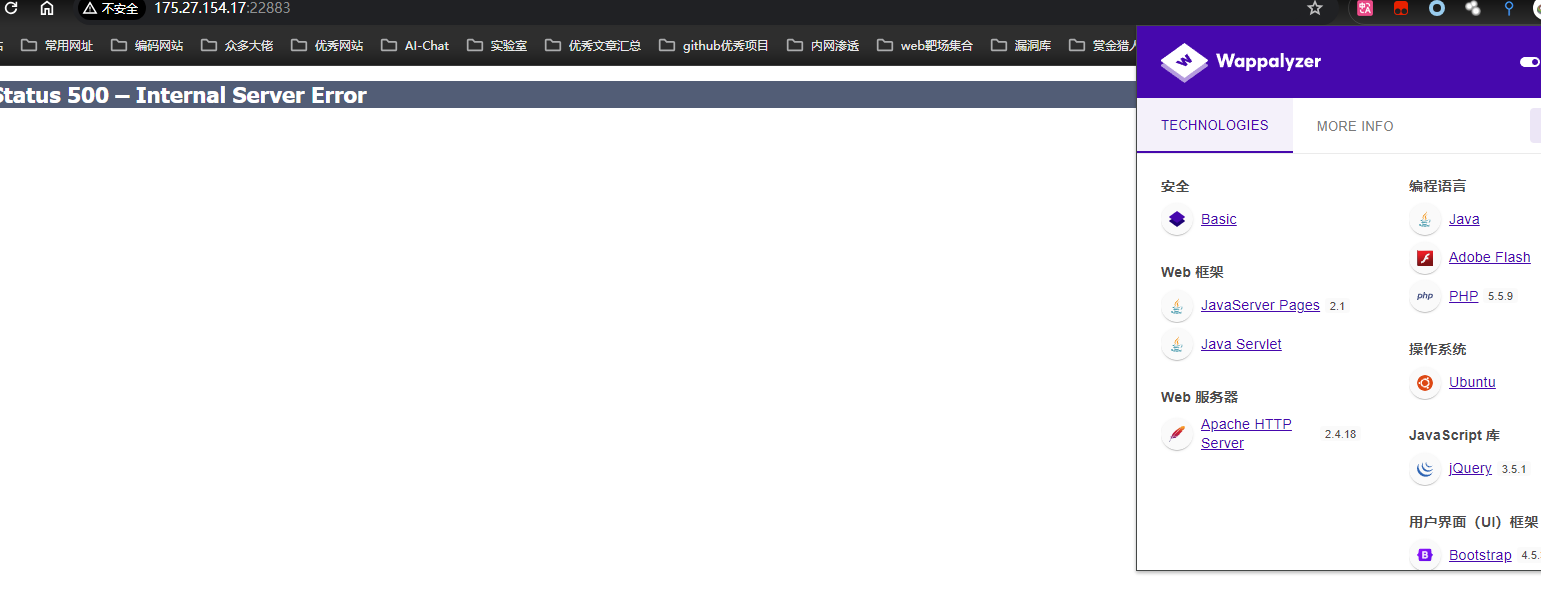 不安全 175.27.154.17:22883
常用网址 编码网站 众多大佬 优秀网站 AI-Chat 实验室 优秀文章汇总 github优秀项目 内网渗透 web靶场集合 漏洞库 赏金猎人
Status 500 – Internal Server Error
Wappalyzer
TECHNOLOGIES MORE INFO
安全
Basic
Web 框架
JavaServer Pages 2.1
Java Servlet
Web 服务器
Apache HTTP
Server 2.4.18
编程语言
Java
Adobe Flash
php PHP 5.5.9
操作系统
Ubuntu
JavaScript 库
jQuery 3.5.1
用户界面（UI）框架
B Bootstrap 4.5.